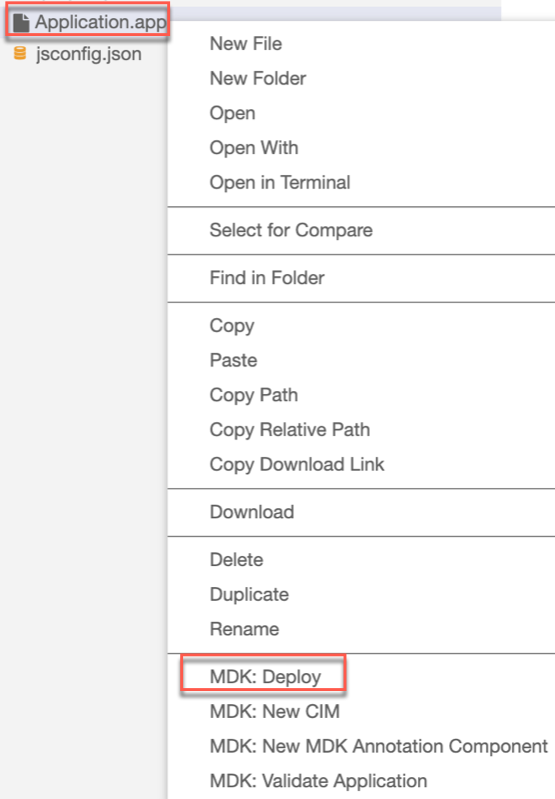 Application.app
jsconfig.json
New File
New Folder
Open
Open With
Open in Terminal
Select for Compare
Find in Folder
Copy
Paste
Copy Path
Copy Relative Path
Copy Download Link
Download
Delete
Duplicate
Rename
MDK: Deploy
MDK: New CIM
MDK: New MDK Annotation Component
MDK: Validate Application